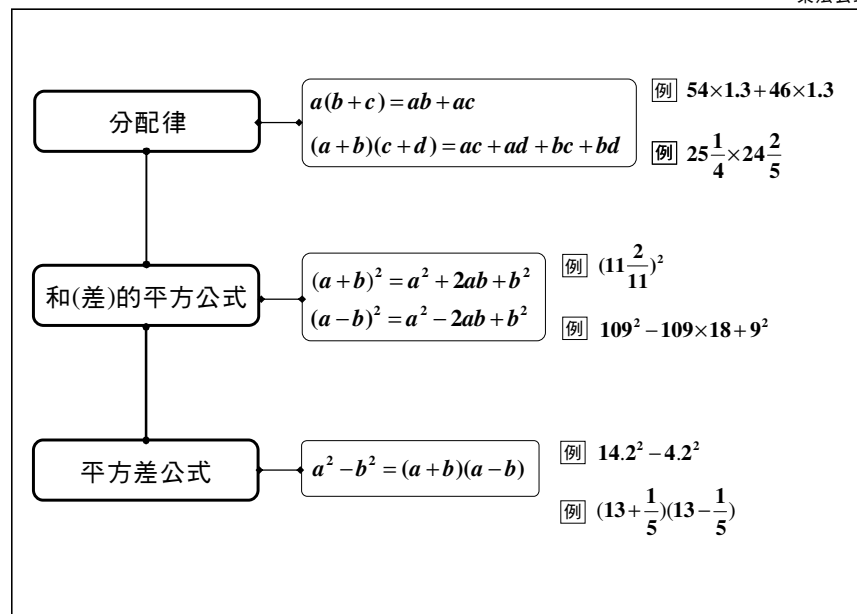 分配律
a(b+c)=ab+ac
(a+b)(c+d)=ac+ad+bc+bd
例 54×1.3+46×1.3
例 25 1/4×24 2/5
和(差)的平方公式
(a+b)²=a²+2ab+b²
(a−b)²=a²−2ab+b²
例 (11 2/11)²
例 109²−109×18+9²
平方差公式
a²−b²=(a+b)(a−b)
例 14.2²−4.2²
例 (13+1/5)(13−1/5)